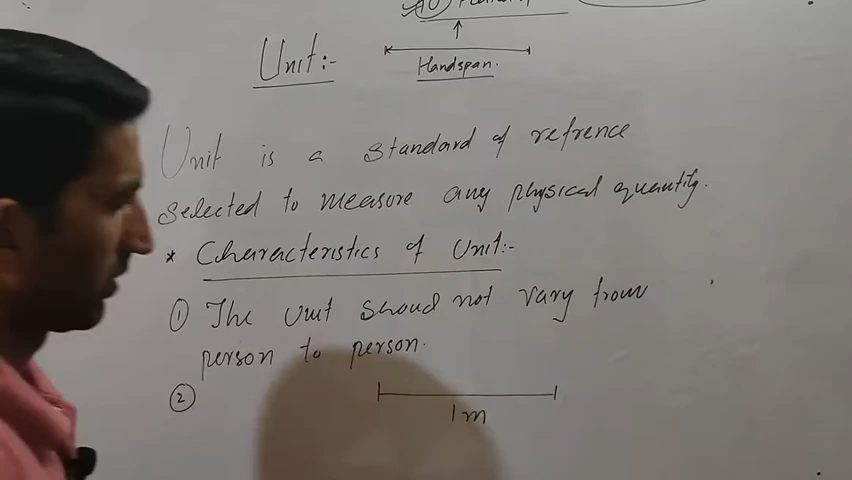 Unit:-
Handspan.
Unit is a standard of refrence
selected to measure any physical quantity.
* Characteristics of Unit:-
① The Unit shoud not vary from
person to person.
②
1 m